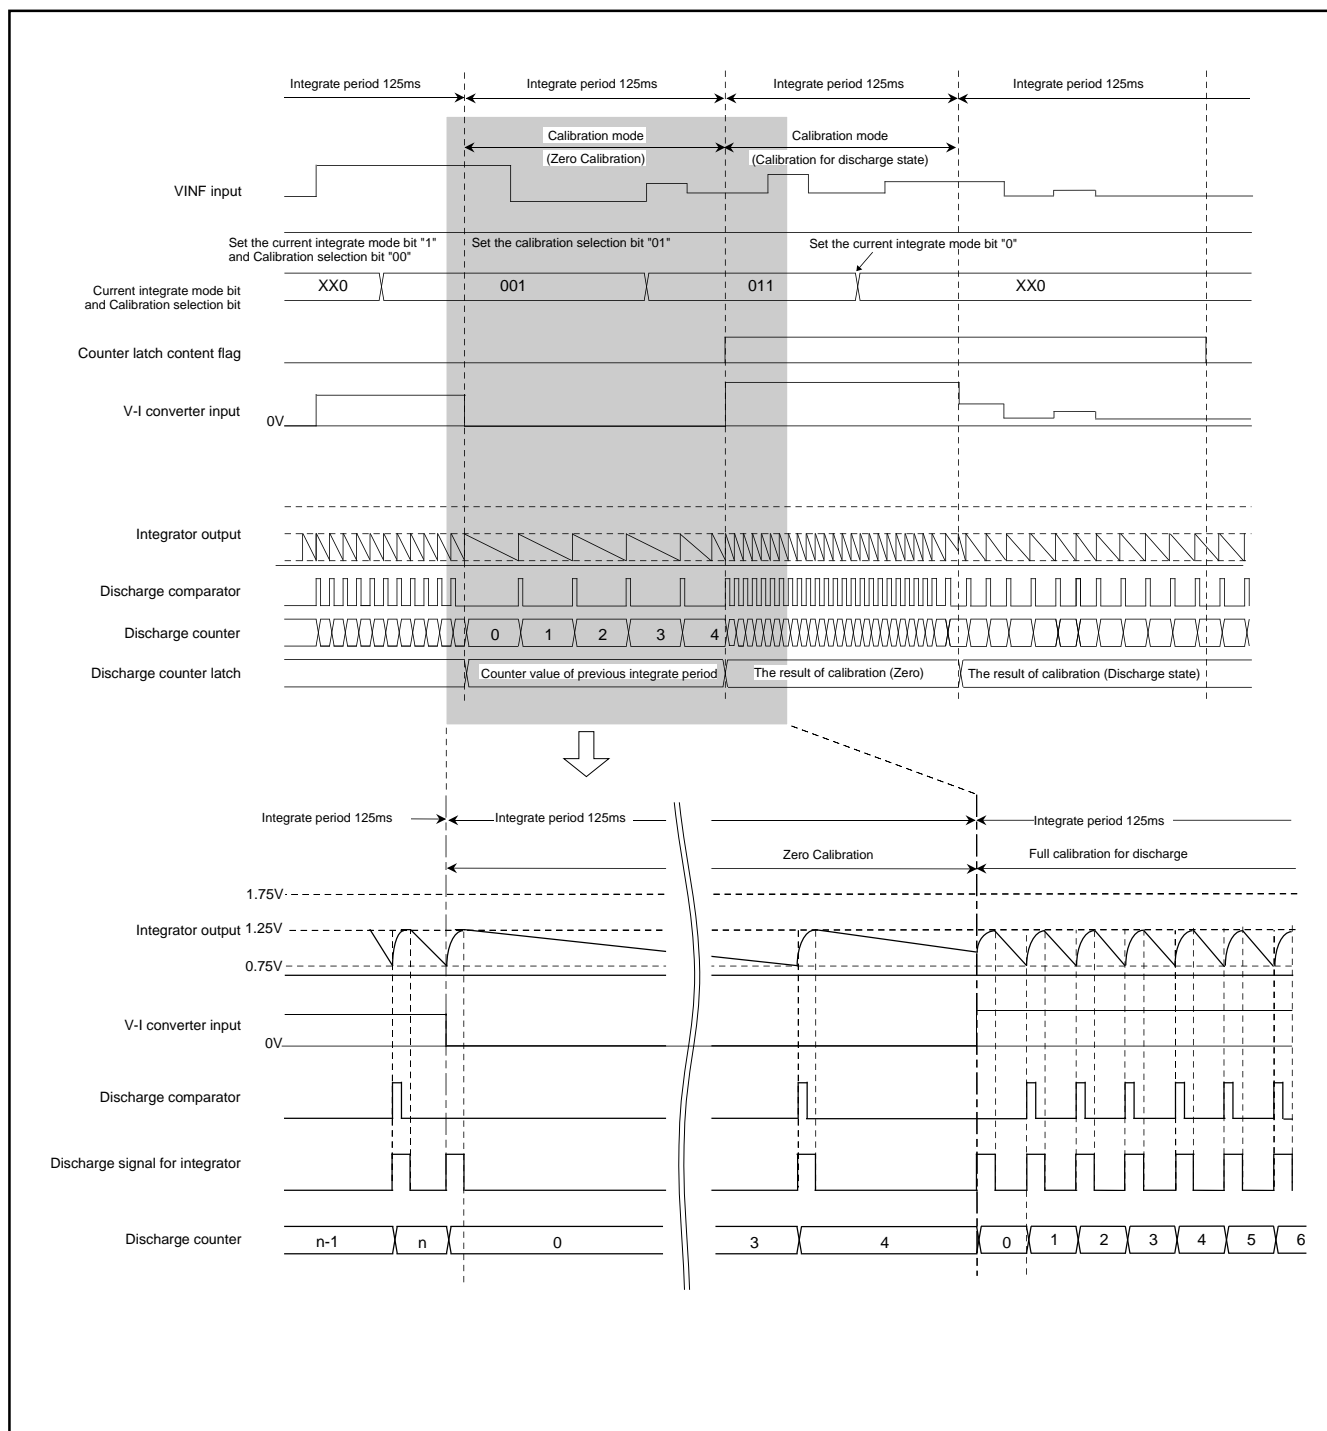 Integrate period 125ms Integrate period 125ms Integrate period 125ms Integrate period 125ms
Calibration mode
(Zero Calibration)
Calibration mode
(Calibration for discharge state)
VINF input
Set the current integrate mode bit "1"
and Calibration selection bit "00"
Set the calibration selection bit "01"
Set the current integrate mode bit "0"
Current integrate mode bit
and Calibration selection bit
XX0 001 011 XX0
Counter latch content flag
V-I converter input
0V
Integrator output
Discharge comparator
Discharge counter 0 1 2 3 4
Discharge counter latch Counter value of previous integrate period The result of calibration (Zero) The result of calibration (Discharge state)
Integrate period 125ms Integrate period 125ms Integrate period 125ms
Zero Calibration Full calibration for discharge
1.75V
Integrator output 1.25V
0.75V
V-I converter input
0V
Discharge comparator
Discharge signal for integrator
Discharge counter n-1 n 0 3 4 0 1 2 3 4 5 6